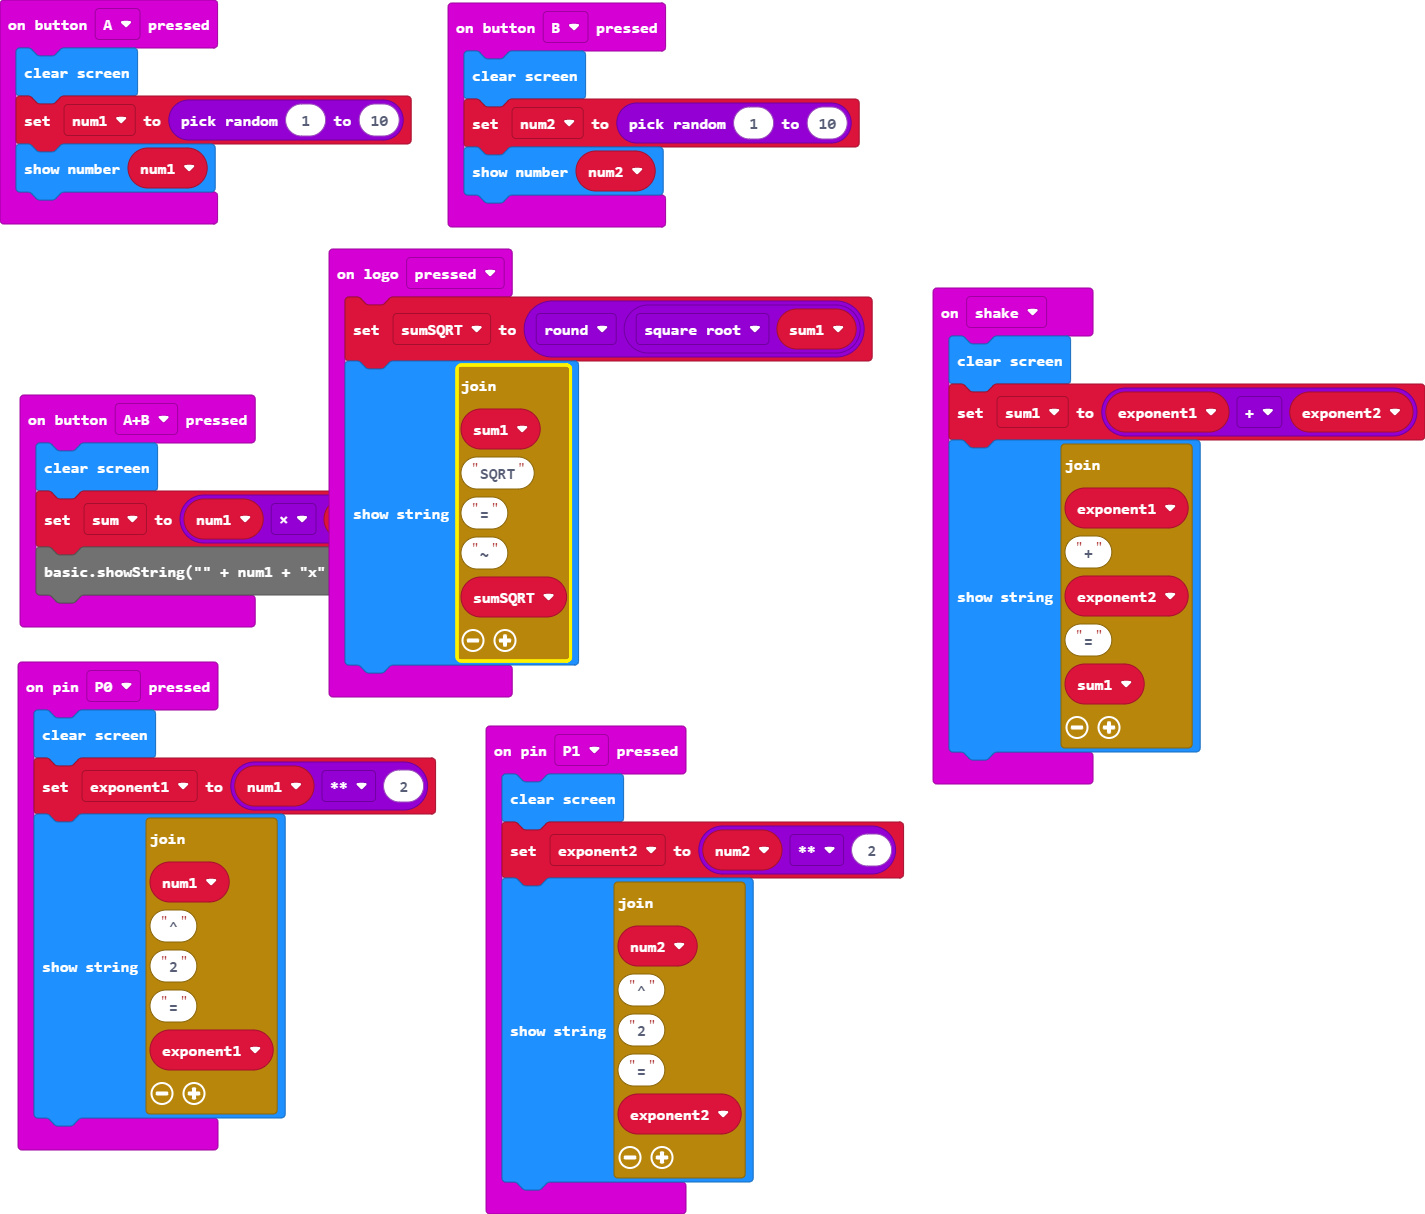 on button A pressed
clear screen
set num1 to pick random 1 to 10
show number num1
on button B pressed
clear screen
set num2 to pick random 1 to 10
show number num2
on logo pressed
set sumSQRT to round square root sum1
show string
join
sum1
"SQRT"
"="
"~"
sumSQRT
on shake
clear screen
set sum1 to exponent1 + exponent2
show string
join
exponent1
"+"
exponent2
"="
sum1
on button A+B pressed
clear screen
set sum to num1 ×
basic.showString("" + num1 + "x"
on pin P0 pressed
clear screen
set exponent1 to num1 ** 2
show string
join
num1
"^"
"2"
"="
exponent1
on pin P1 pressed
clear screen
set exponent2 to num2 ** 2
show string
join
num2
"^"
"2"
"="
exponent2